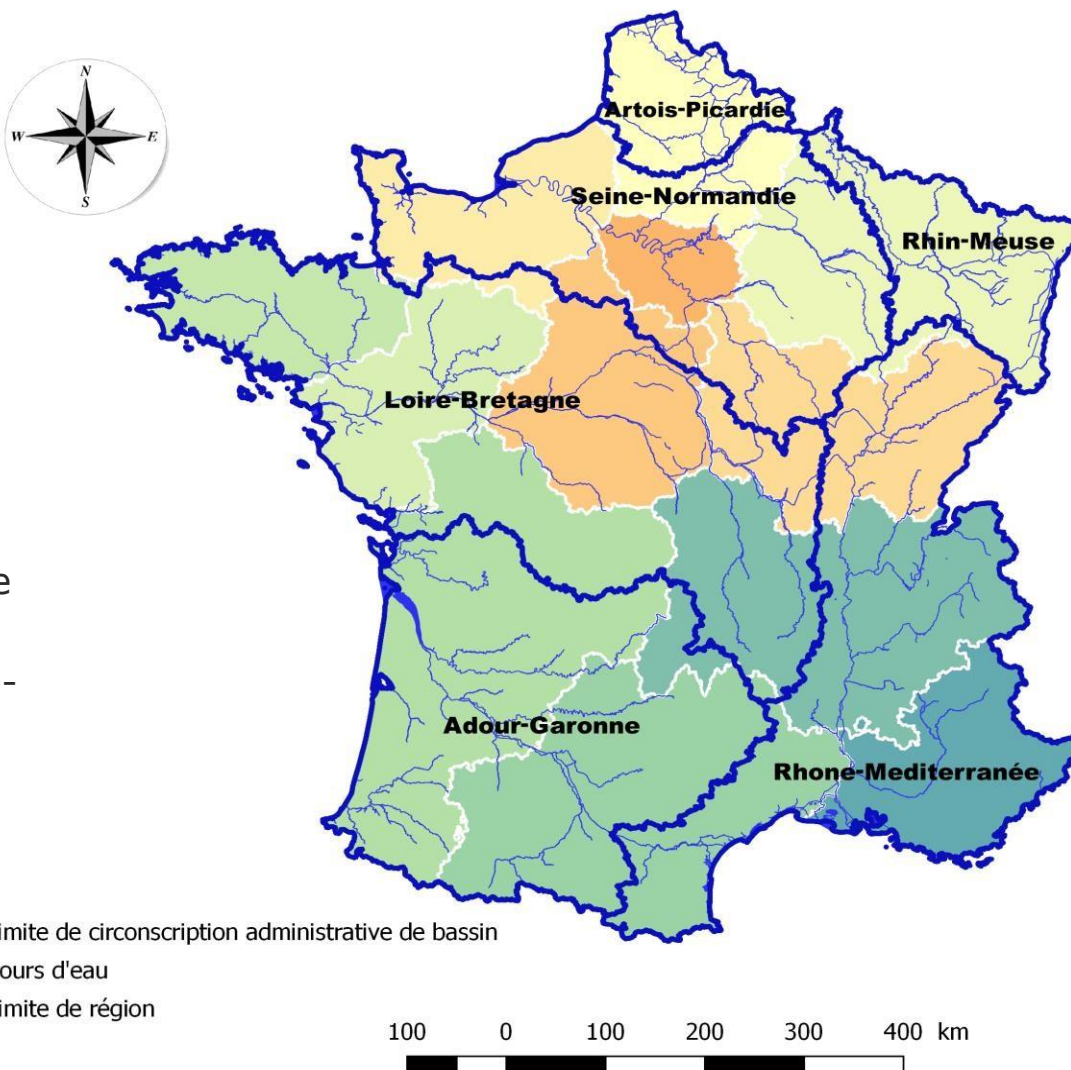 N
W E
S
Artois-Picardie
Seine-Normandie
Rhin-Meuse
Loire-Bretagne
e
-
Adour-Garonne
Rhone-Mediterranée
imite de circonscription administrative de bassin
ours d'eau
imite de région
100 0 100 200 300 400 km